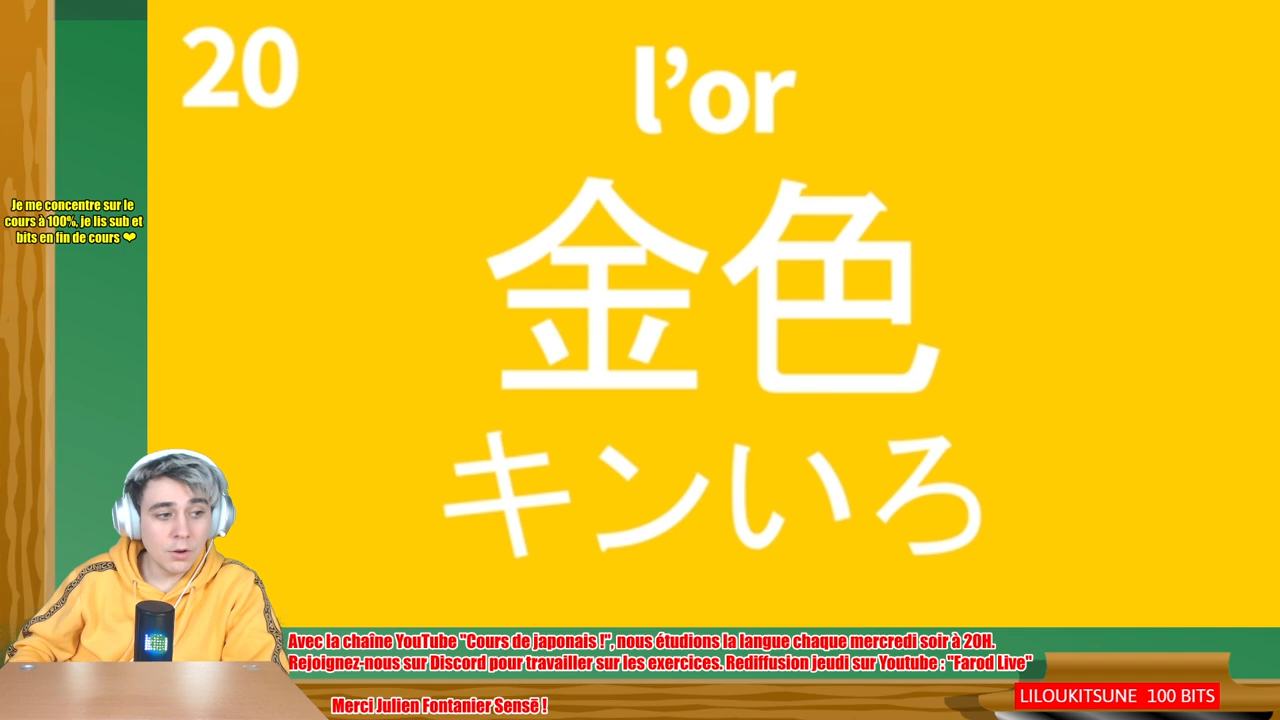 20
l’or
金色
キンいろ
Je me concentre sur le
cours à 100%, je lis sub et
bits en fin de cours ❤
Avec la chaîne YouTube "Cours de japonais !", nous étudions la langue chaque mercredi soir à 20H.
Rejoignez-nous sur Discord pour travailler sur les exercices. Rediffusion jeudi sur Youtube : "Farod Live"
Merci Julien Fontanier Sensē !
LILOUKITSUNE 100 BITS